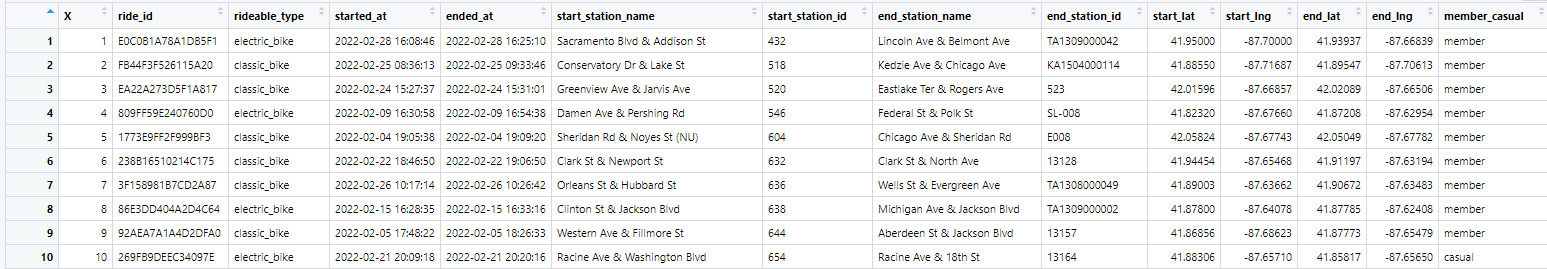 X ride_id rideable_type started_at ended_at start_station_name start_station_id end_station_name end_station_id start_lat start_lng end_lat end_lng member_casual
1 1 E0C0B1A78A1DB5F1 electric_bike 2022-02-28 16:08:46 2022-02-28 16:25:10 Sacramento Blvd & Addison St 432 Lincoln Ave & Belmont Ave TA1309000042 41.95000 -87.70000 41.93937 -87.66839 member
2 2 FB44F3F526115A20 classic_bike 2022-02-25 08:36:13 2022-02-25 09:33:46 Conservatory Dr & Lake St 518 Kedzie Ave & Chicago Ave KA1504000114 41.88550 -87.71687 41.89547 -87.70613 member
3 3 EA22A273D5F1A817 classic_bike 2022-02-24 15:27:37 2022-02-24 15:31:01 Greenview Ave & Jarvis Ave 520 Eastlake Ter & Rogers Ave 523 42.01596 -87.66857 42.02089 -87.66506 member
4 4 809FF59E240760D0 electric_bike 2022-02-09 16:30:58 2022-02-09 16:54:38 Damen Ave & Pershing Rd 546 Federal St & Polk St SL-008 41.82320 -87.67660 41.87208 -87.62954 member
5 5 1773E9FF2F999BF3 classic_bike 2022-02-04 19:05:38 2022-02-04 19:09:20 Sheridan Rd & Noyes St (NU) 604 Chicago Ave & Sheridan Rd E008 42.05824 -87.67743 42.05049 -87.67782 member
6 6 238B16510214C175 classic_bike 2022-02-22 18:46:50 2022-02-22 19:06:50 Clark St & Newport St 632 Clark St & North Ave 13128 41.94454 -87.65468 41.91197 -87.63194 member
7 7 3F158981B7CD2A87 classic_bike 2022-02-26 10:17:14 2022-02-26 10:26:42 Orleans St & Hubbard St 636 Wells St & Evergreen Ave TA1308000049 41.89003 -87.63662 41.90672 -87.63483 member
8 8 86E3DD404A2D4C64 electric_bike 2022-02-15 16:28:35 2022-02-15 16:33:16 Clinton St & Jackson Blvd 638 Michigan Ave & Jackson Blvd TA1309000002 41.87800 -87.64078 41.87785 -87.62408 member
9 9 92AEA7A1A4D2DFA0 classic_bike 2022-02-05 17:48:22 2022-02-05 18:26:33 Western Ave & Fillmore St 644 Aberdeen St & Jackson Blvd 13157 41.86856 -87.68623 41.87773 -87.65479 member
10 10 269FB9DEEC34097E electric_bike 2022-02-21 20:09:18 2022-02-21 20:20:16 Racine Ave & Washington Blvd 654 Racine Ave & 18th St 13164 41.88306 -87.65710 41.85817 -87.65650 casual